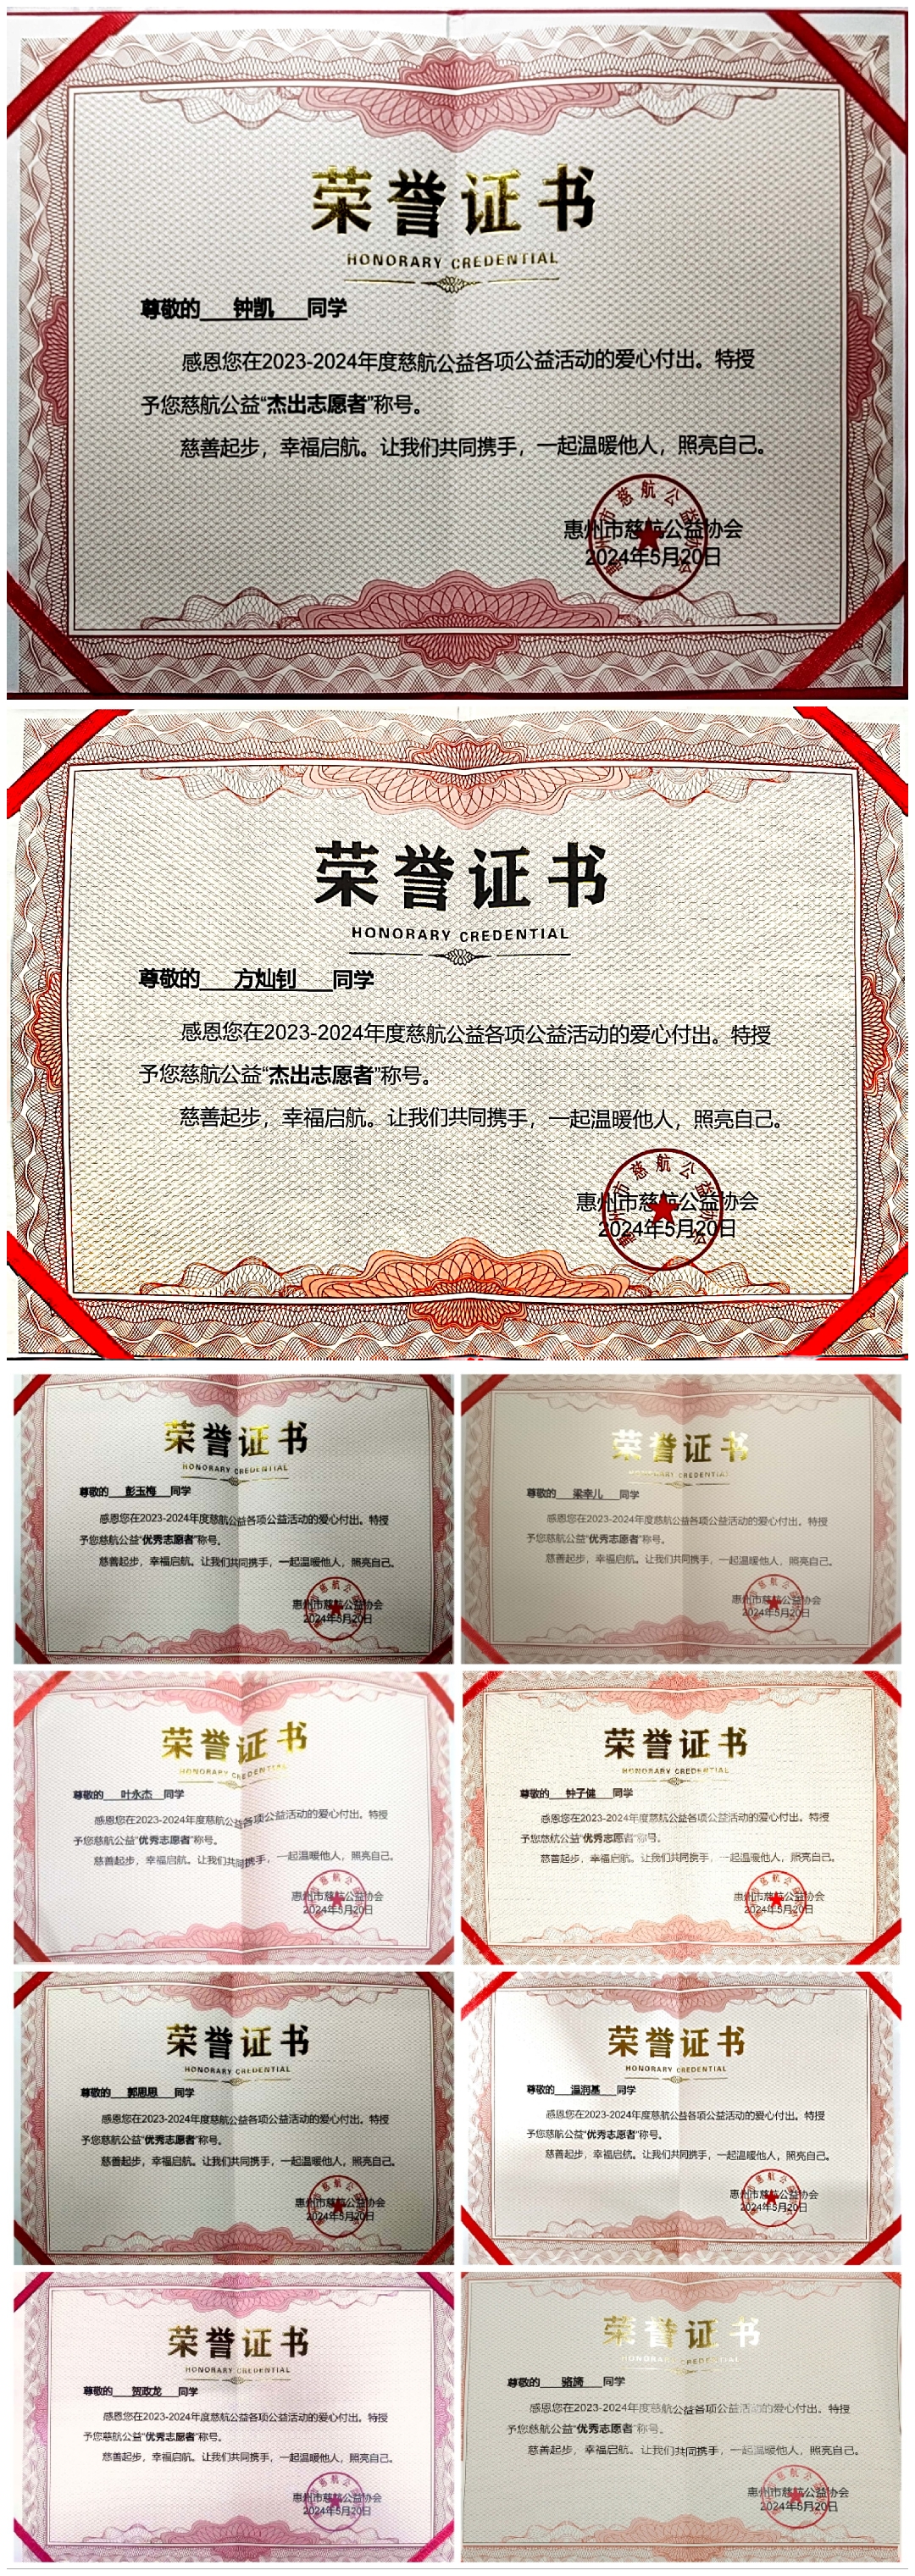 荣誉证书
HONORARY CREDENTIAL
尊敬的 钟凯 同学
感恩您在2023-2024年度慈航公益各项公益活动的爱心付出。特授
予您慈航公益“杰出志愿者”称号。
慈善起步，幸福启航。让我们共同携手，一起温暖他人，照亮自己。
惠州市慈航公益协会
2024年5月20日
荣誉证书
HONORARY CREDENTIAL
尊敬的 方灿钊 同学
感恩您在2023-2024年度慈航公益各项公益活动的爱心付出。特授
予您慈航公益“杰出志愿者”称号。
慈善起步，幸福启航。让我们共同携手，一起温暖他人，照亮自己。
惠州市慈航公益协会
2024年5月20日
荣誉证书
HONORARY CREDENTIAL
尊敬的 彭玉梅 同学
感恩您在2023-2024年度慈航公益各项公益活动的爱心付出。特授
予您慈航公益“优秀志愿者”称号。
慈善起步，幸福启航。让我们共同携手，一起温暖他人，照亮自己。
惠州市慈航公益协会
2024年5月20日
荣誉证书
HONORARY CREDENTIAL
尊敬的 梁幸儿 同学
感恩您在2023-2024年度慈航公益各项公益活动的爱心付出。特授
予您慈航公益“优秀志愿者”称号。
慈善起步，幸福启航。让我们共同携手，一起温暖他人，照亮自己。
惠州市慈航公益协会
2024年5月20日
荣誉证书
HONORARY CREDENTIAL
尊敬的 叶永杰 同学
感恩您在2023-2024年度慈航公益各项公益活动的爱心付出。特授
予您慈航公益“优秀志愿者”称号。
慈善起步，幸福启航。让我们共同携手，一起温暖他人，照亮自己。
惠州市慈航公益协会
2024年5月20日
荣誉证书
HONORARY CREDENTIAL
尊敬的 钟子健 同学
感恩您在2023-2024年度慈航公益各项公益活动的爱心付出。特授
予您慈航公益“优秀志愿者”称号。
慈善起步，幸福启航。让我们共同携手，一起温暖他人，照亮自己。
惠州市慈航公益协会
2024年5月20日
荣誉证书
HONORARY CREDENTIAL
尊敬的 郭思思 同学
感恩您在2023-2024年度慈航公益各项公益活动的爱心付出。特授
予您慈航公益“优秀志愿者”称号。
慈善起步，幸福启航。让我们共同携手，一起温暖他人，照亮自己。
惠州市慈航公益协会
2024年5月20日
荣誉证书
HONORARY CREDENTIAL
尊敬的 温润基 同学
感恩您在2023-2024年度慈航公益各项公益活动的爱心付出。特授
予您慈航公益“优秀志愿者”称号。
慈善起步，幸福启航。让我们共同携手，一起温暖他人，照亮自己。
惠州市慈航公益协会
2024年5月20日
荣誉证书
HONORARY CREDENTIAL
尊敬的 贺政龙 同学
感恩您在2023-2024年度慈航公益各项公益活动的爱心付出。特授
予您慈航公益“优秀志愿者”称号。
慈善起步，幸福启航。让我们共同携手，一起温暖他人，照亮自己。
惠州市慈航公益协会
2024年5月20日
荣誉证书
HONORARY CREDENTIAL
尊敬的 同学
感恩您在2023-2024年度慈航公益各项公益活动的爱心付出。特授
予您慈航公益“优秀志愿者”称号。
慈善起步，幸福启航。让我们共同携手，一起温暖他人，照亮自己。
惠州市慈航公益协会
2024年5月20日